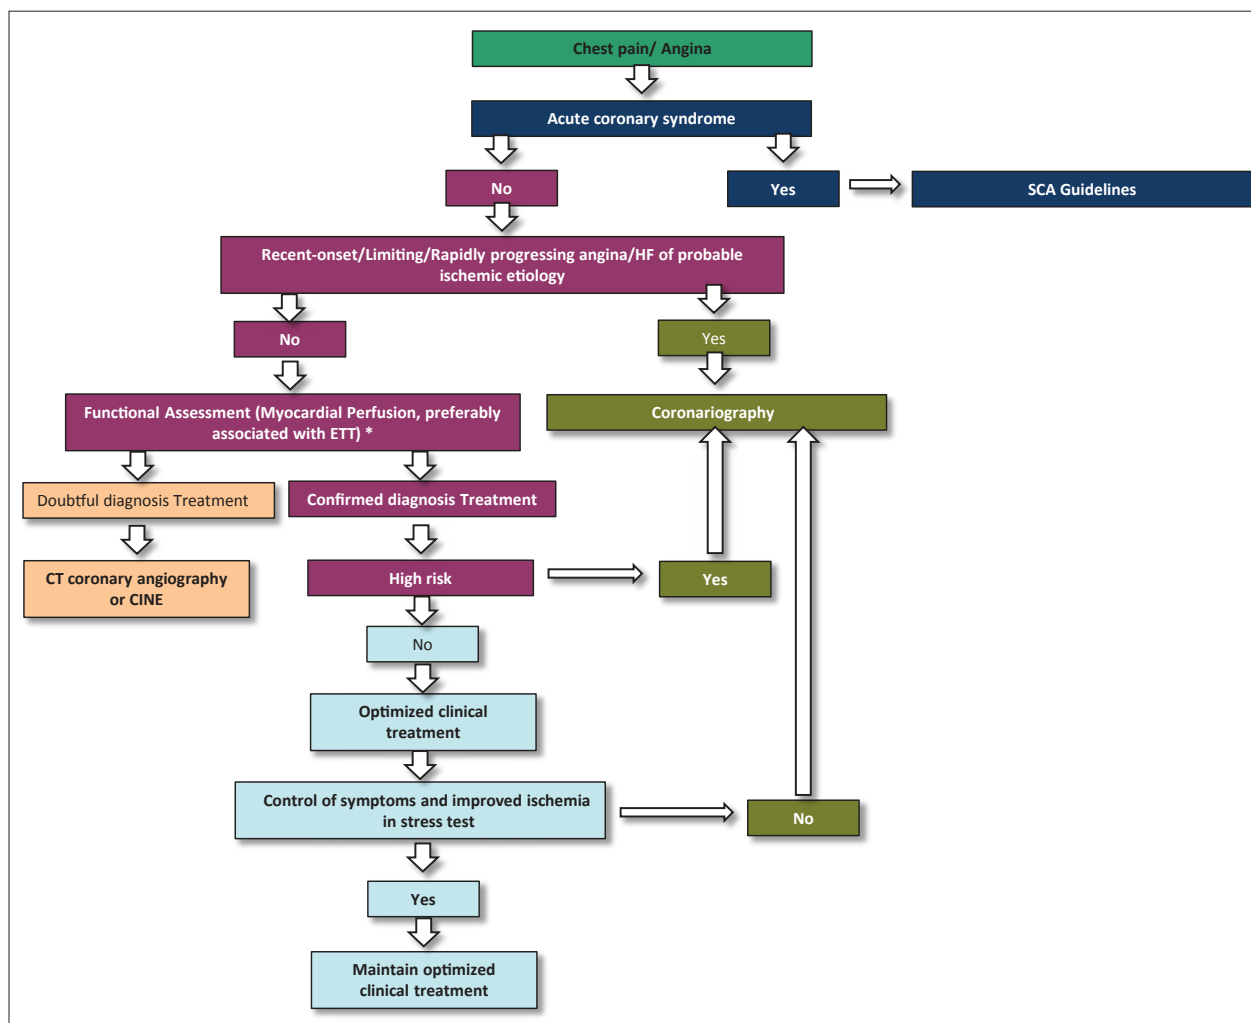 Chest pain/ Angina
Acute coronary syndrome
No
Yes
SCA Guidelines
Recent-onset/Limiting/Rapidly progressing angina/HF of probable
ischemic etiology
No
Yes
Functional Assessment (Myocardial Perfusion, preferably
associated with ETT) *
Coronariography
Doubtful diagnosis Treatment
Confirmed diagnosis Treatment
CT coronary angiography
or CINE
High risk
Yes
No
Optimized clinical
treatment
Control of symptoms and improved ischemia
in stress test
No
Yes
Maintain optimized
clinical treatment